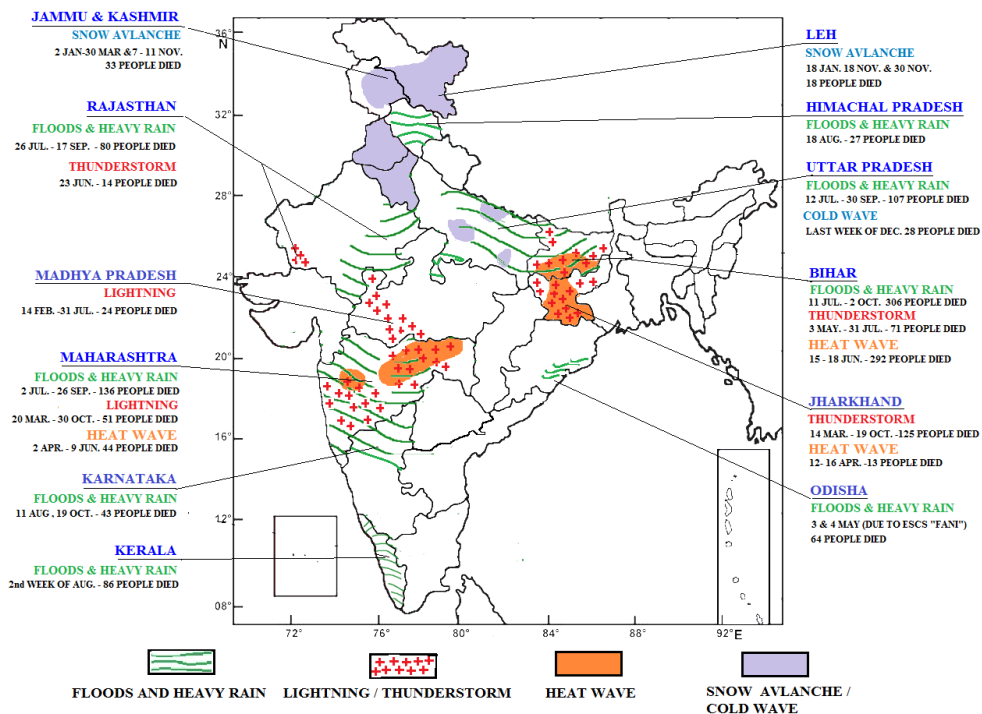 JAMMU & KASHMIR
SNOW AVLANCHE
2 JAN-30 MAR &7 - 11 NOV.
33 PEOPLE DIED
RAJASTHAN
FLOODS & HEAVY RAIN
26 JUL. - 17 SEP. - 80 PEOPLE DIED
THUNDERSTORM
23 JUN. - 14 PEOPLE DIED
MADHYA PRADESH
LIGHTNING
14 FEB. -31 JUL. - 24 PEOPLE DIED
MAHARASHTRA
FLOODS & HEAVY RAIN
2 JUL. - 26 SEP. - 136 PEOPLE DIED
LIGHTNING
20 MAR. - 30 OCT. - 51 PEOPLE DIED
HEAT WAVE
2 APR. - 9 JUN. 44 PEOPLE DIED
KARNATAKA
FLOODS & HEAVY RAIN
11 AUG , 19 OCT. - 43 PEOPLE DIED
KERALA
FLOODS & HEAVY RAIN
2nd WEEK OF AUG. - 86 PEOPLE DIED
36°
N
32°
28°
24°
20°
16°
12°
08°
72°
76°
80°
84°
88°
92°E
LEH
SNOW AVLANCHE
18 JAN. 18 NOV. & 30 NOV.
18 PEOPLE DIED
HIMACHAL PRADESH
FLOODS & HEAVY RAIN
18 AUG. - 27 PEOPLE DIED
UTTAR PRADESH
FLOODS & HEAVY RAIN
12 JUL. - 30 SEP. - 107 PEOPLE DIED
COLD WAVE
LAST WEEK OF DEC. 28 PEOPLE DIED
BIHAR
FLOODS & HEAVY RAIN
11 JUL. - 2 OCT. 306 PEOPLE DIED
THUNDERSTORM
3 MAY. - 31 JUL. - 71 PEOPLE DIED
HEAT WAVE
15 - 18 JUN. - 292 PEOPLE DIED
JHARKHAND
THUNDERSTORM
14 MAR. - 19 OCT. -125 PEOPLE DIED
HEAT WAVE
12- 16 APR. -13 PEOPLE DIED
ODISHA
FLOODS & HEAVY RAIN
3 & 4 MAY (DUE TO ESCS "FANI")
64 PEOPLE DIED
FLOODS AND HEAVY RAIN
LIGHTNING / THUNDERSTORM
HEAT WAVE
SNOW AVLANCHE /
COLD WAVE